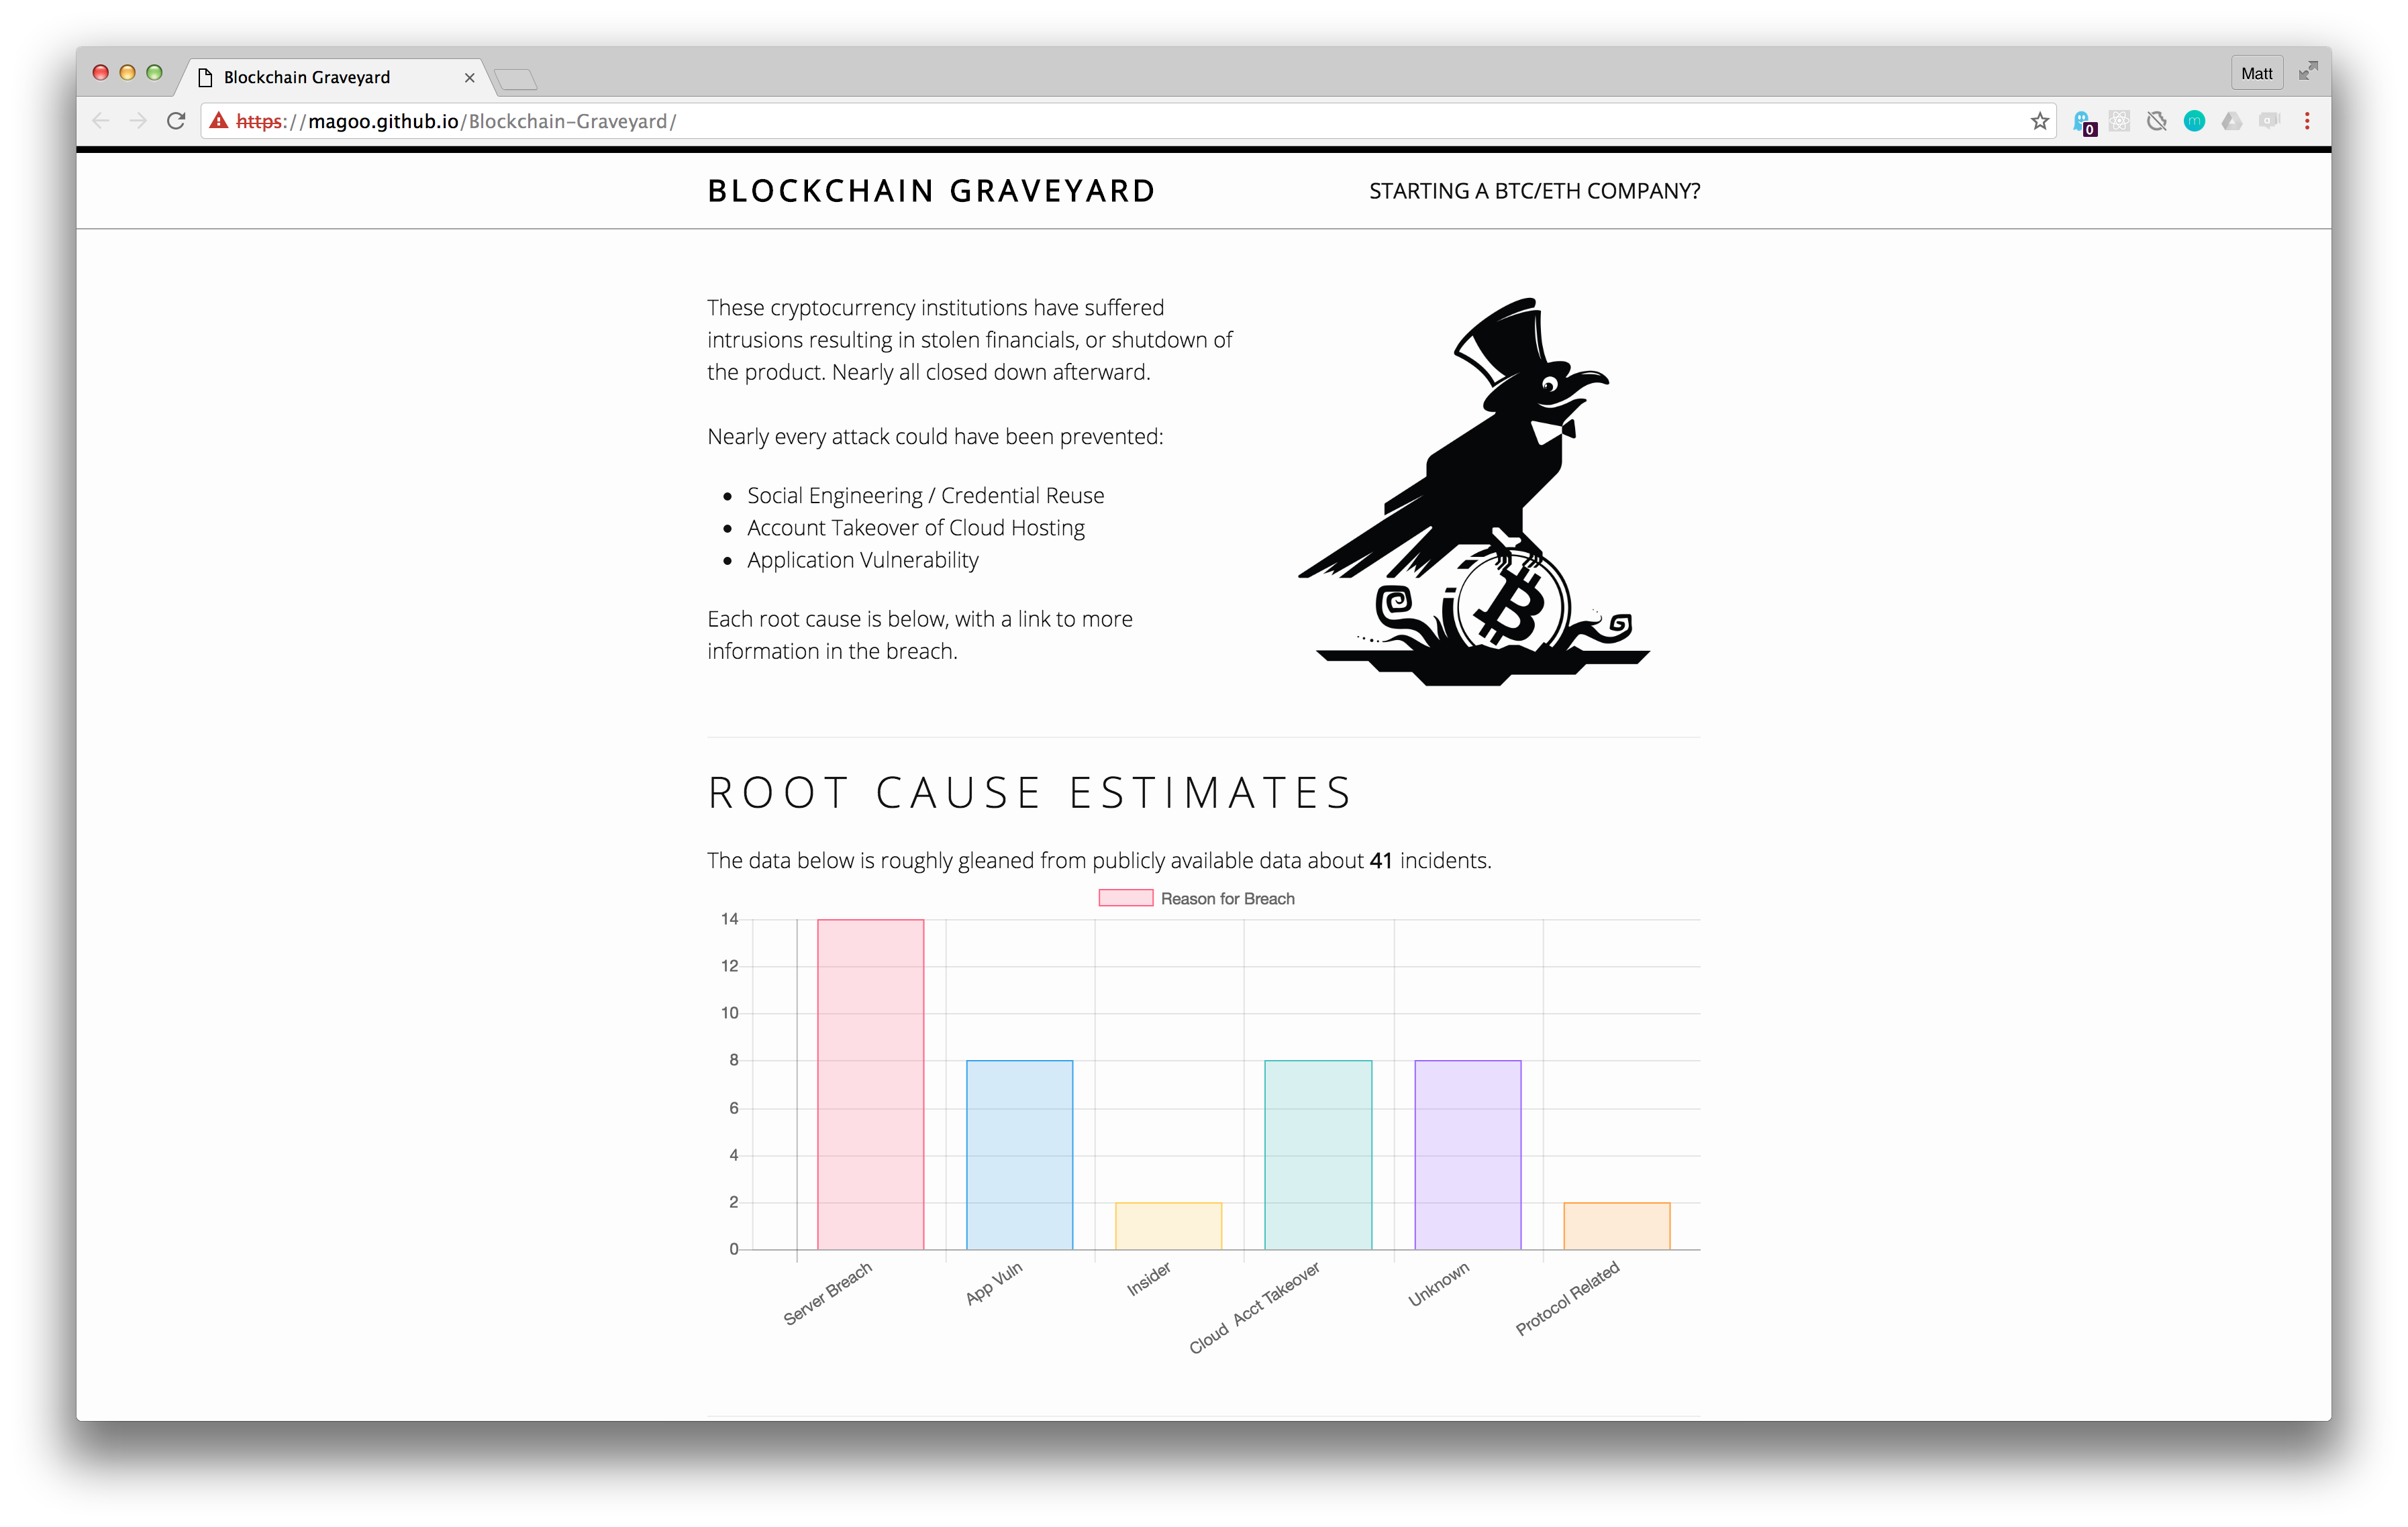 Blockchain Graveyard
Matt
https://magoo.github.io/Blockchain-Graveyard/
0
m
BLOCKCHAIN GRAVEYARD
STARTING A BTC/ETH COMPANY?
These cryptocurrency institutions have suffered
intrusions resulting in stolen financials, or shutdown of
the product. Nearly all closed down afterward.
Nearly every attack could have been prevented:
• Social Engineering / Credential Reuse
• Account Takeover of Cloud Hosting
• Application Vulnerability
Each root cause is below, with a link to more
information in the breach.
ROOT CAUSE ESTIMATES
The data below is roughly gleaned from publicly available data about 41 incidents.
Reason for Breach
14
12
10
8
6
4
2
0
Server Breach
App Vuln
Insider
Cloud Acct Takeover
Unknown
Protocol Related